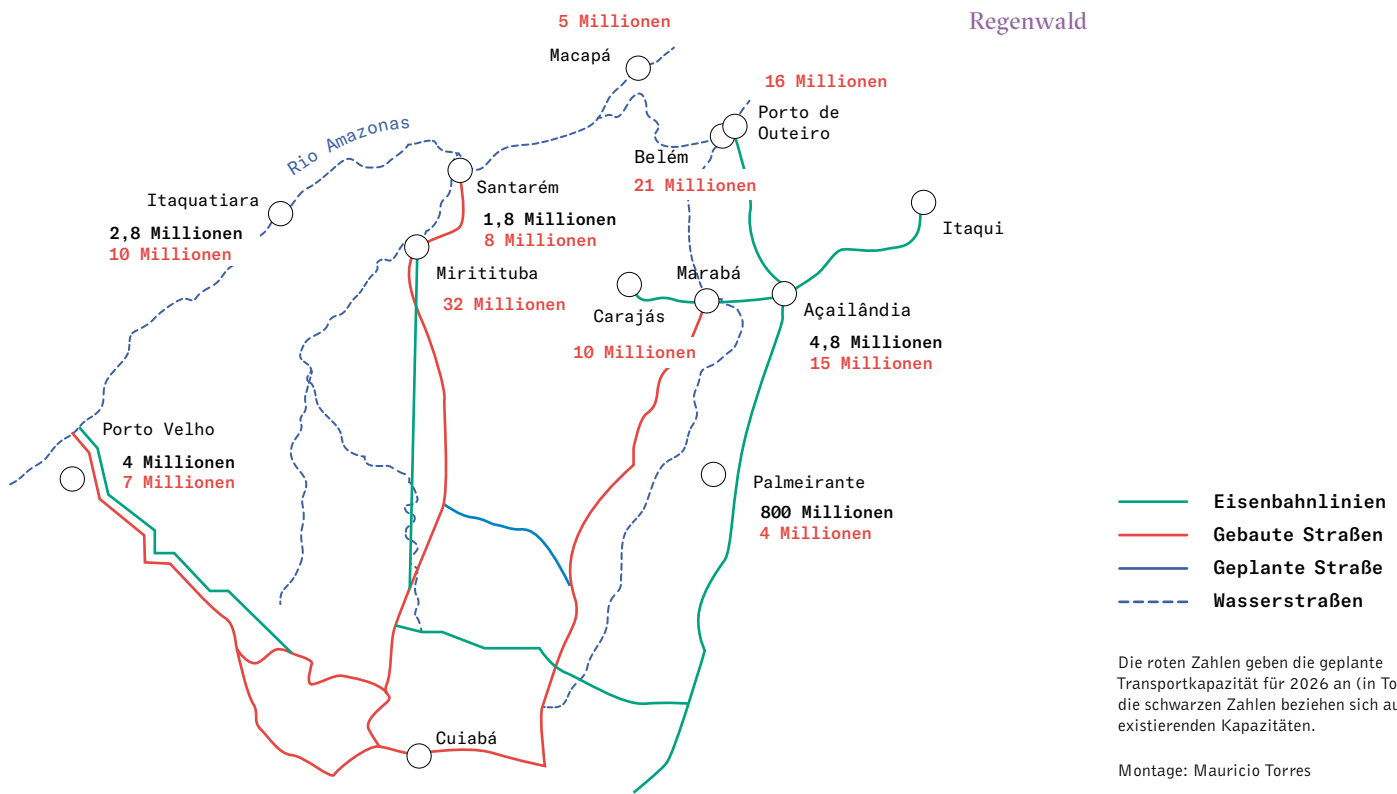 5 Millionen
Regenwald
Macapá
16 Millionen
Porto de
Outeiro
Rio Amazonas
Belém
21 Millionen
Santarém
Itaquatiara
1,8 Millionen
8 Millionen
2,8 Millionen
10 Millionen
Itaqui
Miritituba
32 Millionen
Marabá
Carajás
Açailândia
10 Millionen
4,8 Millionen
15 Millionen
Porto Velho
4 Millionen
7 Millionen
Palmeirante
800 Millionen
4 Millionen
Cuiabá
Eisenbahnlinien
Gebaute Straßen
Geplante Straße
Wasserstraßen
Die roten Zahlen geben die geplante
Transportkapazität für 2026 an (in To
die schwarzen Zahlen beziehen sich au
existierenden Kapazitäten.
Montage: Mauricio Torres